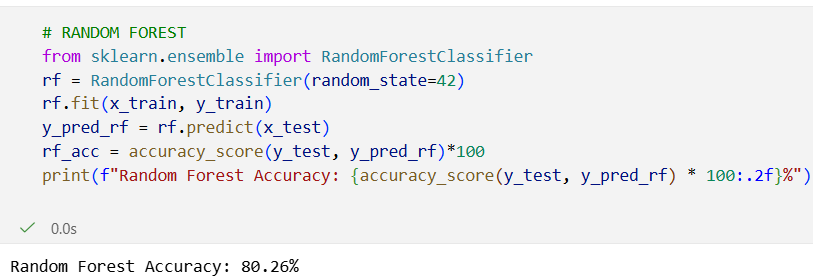 # RANDOM FOREST
from sklearn.ensemble import RandomForestClassifier
rf = RandomForestClassifier(random_state=42)
rf.fit(x_train, y_train)
y_pred_rf = rf.predict(x_test)
rf_acc = accuracy_score(y_test, y_pred_rf)*100
print(f"Random Forest Accuracy: {accuracy_score(y_test, y_pred_rf) * 100:.2f}%")
0.0s
Random Forest Accuracy: 80.26%